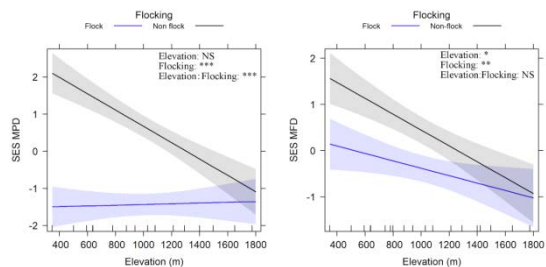 Flocking
Flock Non flock
Elevation: NS
Flocking: ***
Elevation:Flocking: ***
SES MPD
2
1
0
-1
-2
400 600 800 1000 1200 1400 1600 1800
Elevation (m)
Flocking
Flock Non-flock
Elevation: *
Flocking: **
Elevation:Flocking: NS
SES MFD
2
1
0
-1
400 600 800 1000 1200 1400 1600 1800
Elevation (m)